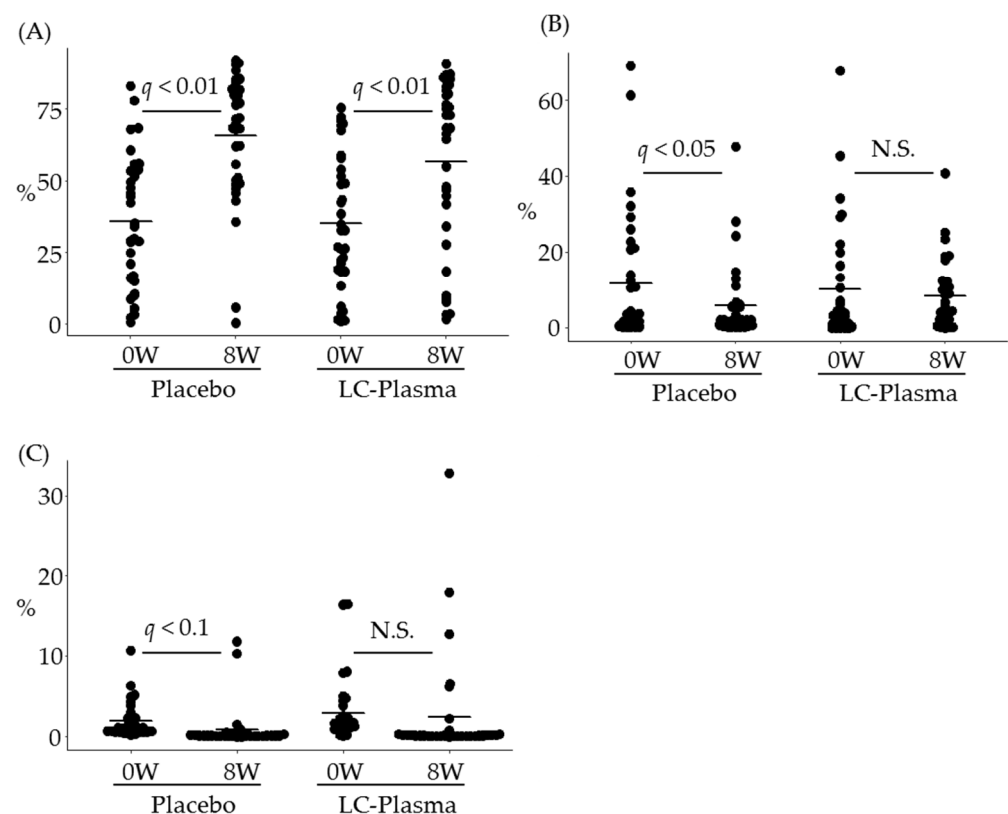 (A)
q < 0.01
q < 0.01
75
50
%
25
0
0W 8W 0W 8W
Placebo LC-Plasma
(B)
60
q < 0.05
N.S.
40
%
20
0
0W 8W 0W 8W
Placebo LC-Plasma
(C)
30
20
%
q < 0.1
N.S.
10
0
0W 8W 0W 8W
Placebo LC-Plasma